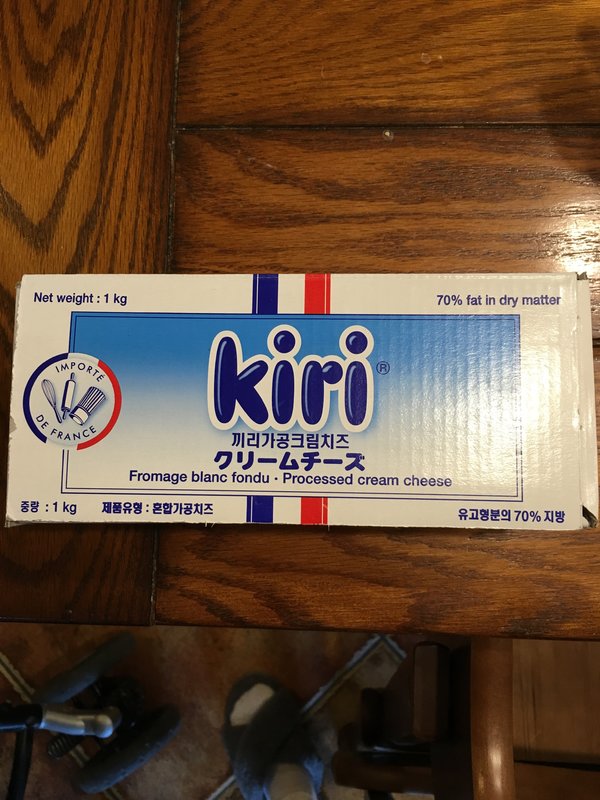 Net weight : 1 kg
70% fat in dry matter
IMPORTÉ
DE FRANCE
kiri®
끼리가공크림치즈
クリームチーズ
Fromage blanc fondu · Processed cream cheese
중량 : 1 kg
제품유형 : 혼합가공치즈
유고형분의 70% 지방